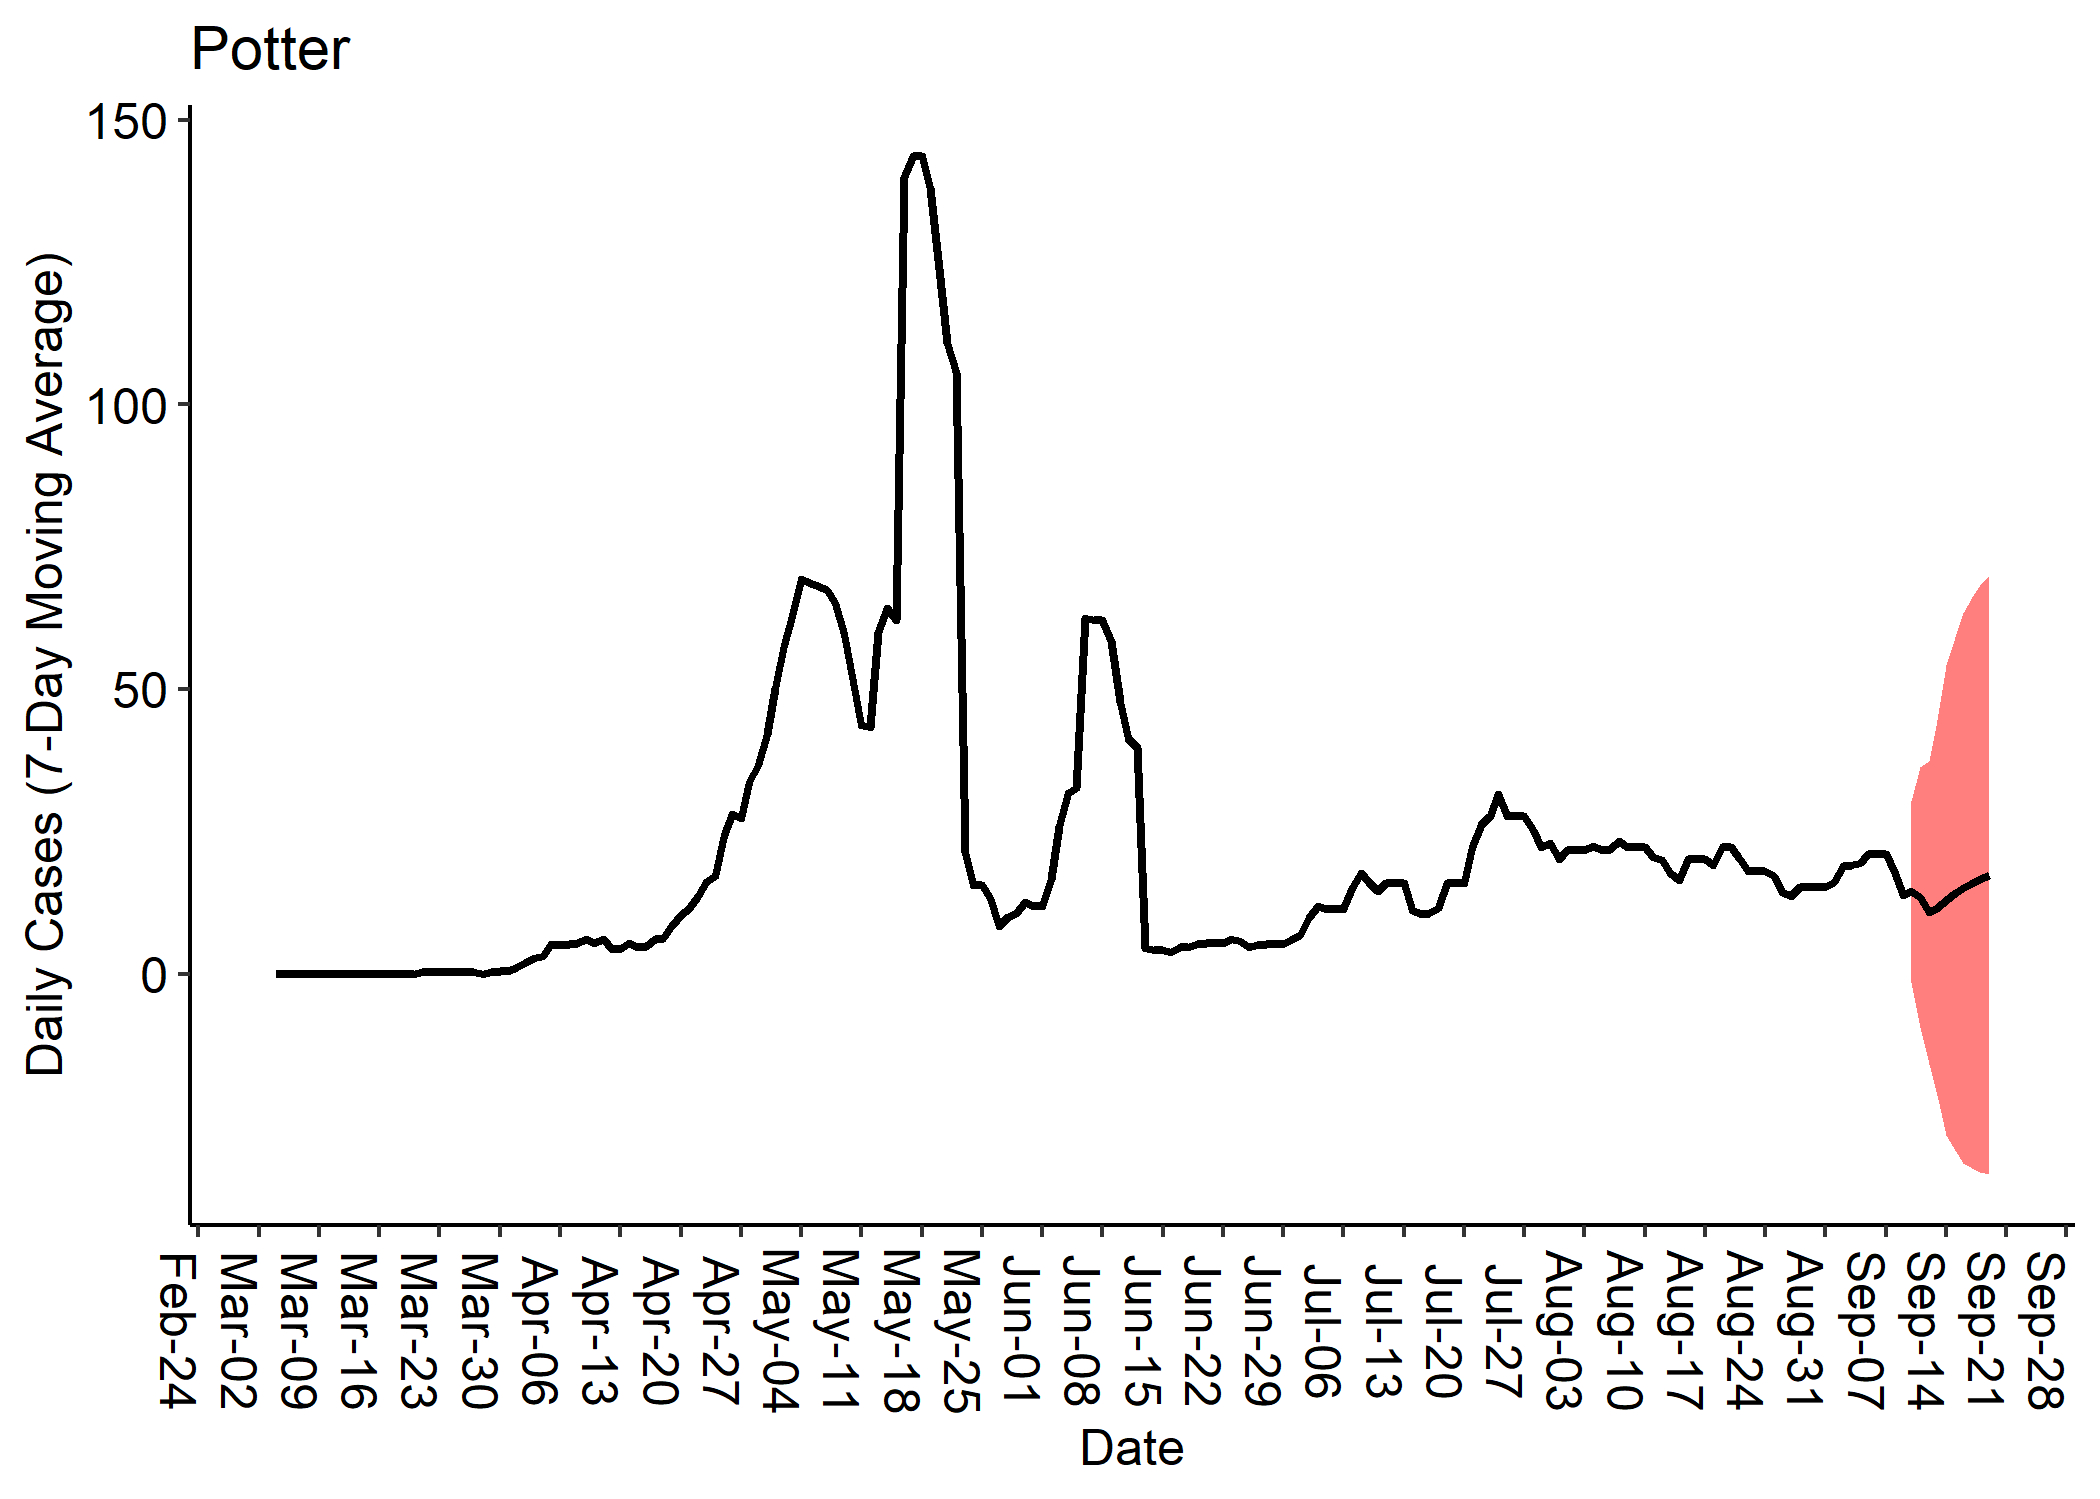 Potter
Daily Cases (7-Day Moving Average)
150
100
50
0
Feb-24
Mar-02
Mar-09
Mar-16
Mar-23
Mar-30
Apr-06
Apr-13
Apr-20
Apr-27
May-04
May-11
May-18
May-25
Jun-01
Jun-08
Jun-15
Jun-22
Jun-29
Jul-06
Jul-13
Jul-20
Jul-27
Aug-03
Aug-10
Aug-17
Aug-24
Aug-31
Sep-07
Sep-14
Sep-21
Sep-28
Date